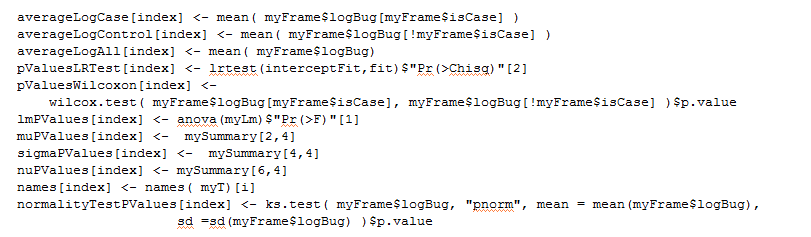 averageLogCase[index] <- mean( myFrame$logBug[myFrame$isCase] )
averageLogControl[index] <- mean( myFrame$logBug[!myFrame$isCase] )
averageLogAll[index] <- mean( myFrame$logBug)
pValuesLRTest[index] <- lrtest(interceptFit,fit)$"Pr(>Chisq)"[2]
pValuesWilcoxon[index] <-
wilcox.test( myFrame$logBug[myFrame$isCase], myFrame$logBug[!myFrame$isCase] )$p.value
lmPValues[index] <- anova(myLm)$"Pr(>F)"[1]
muPValues[index] <-  mySummary[2,4]
sigmaPValues[index] <-  mySummary[4,4]
nuPValues[index] <- mySummary[6,4]
names[index] <- names( myT)[i]
normalityTestPValues[index] <- ks.test( myFrame$logBug, "pnorm", mean = mean(myFrame$logBug),
sd =sd(myFrame$logBug) )$p.value